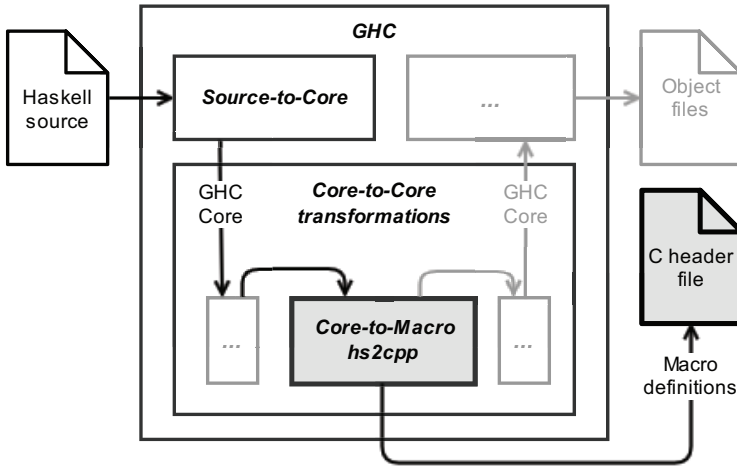 GHC
Haskell
source
Source-to-Core
...
Object
files
GHC
Core
Core-to-Core
transformations
GHC
Core
C header
file
...
Core-to-Macro
hs2cpp
...
Macro
definitions